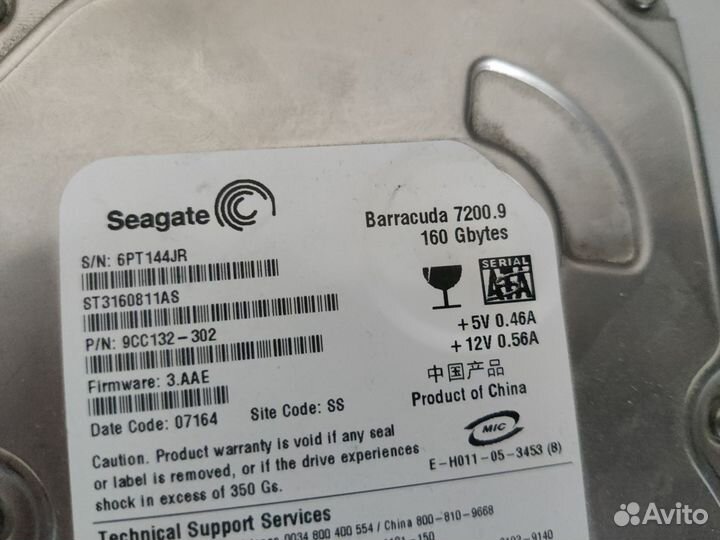 Seagate
Barracuda 7200.9
160 Gbytes
S/N: 6PT144JR
ST3160811AS
P/N: 9CC132-302
Firmware: 3.AAE
Date Code: 07164
Site Code: SS
SERIAL
ATA
+5V 0.46A
+12V 0.56A
中国产品
Product of China
MIC
E-H011-05-3453 (B)
Caution. Product warranty is void if any seal
or label is removed, or if the drive experiences
shock in excess of 350 Gs.
Technical Support Services
0034 800 400 554 / China 800-810-9668
-150
-9140
Avito